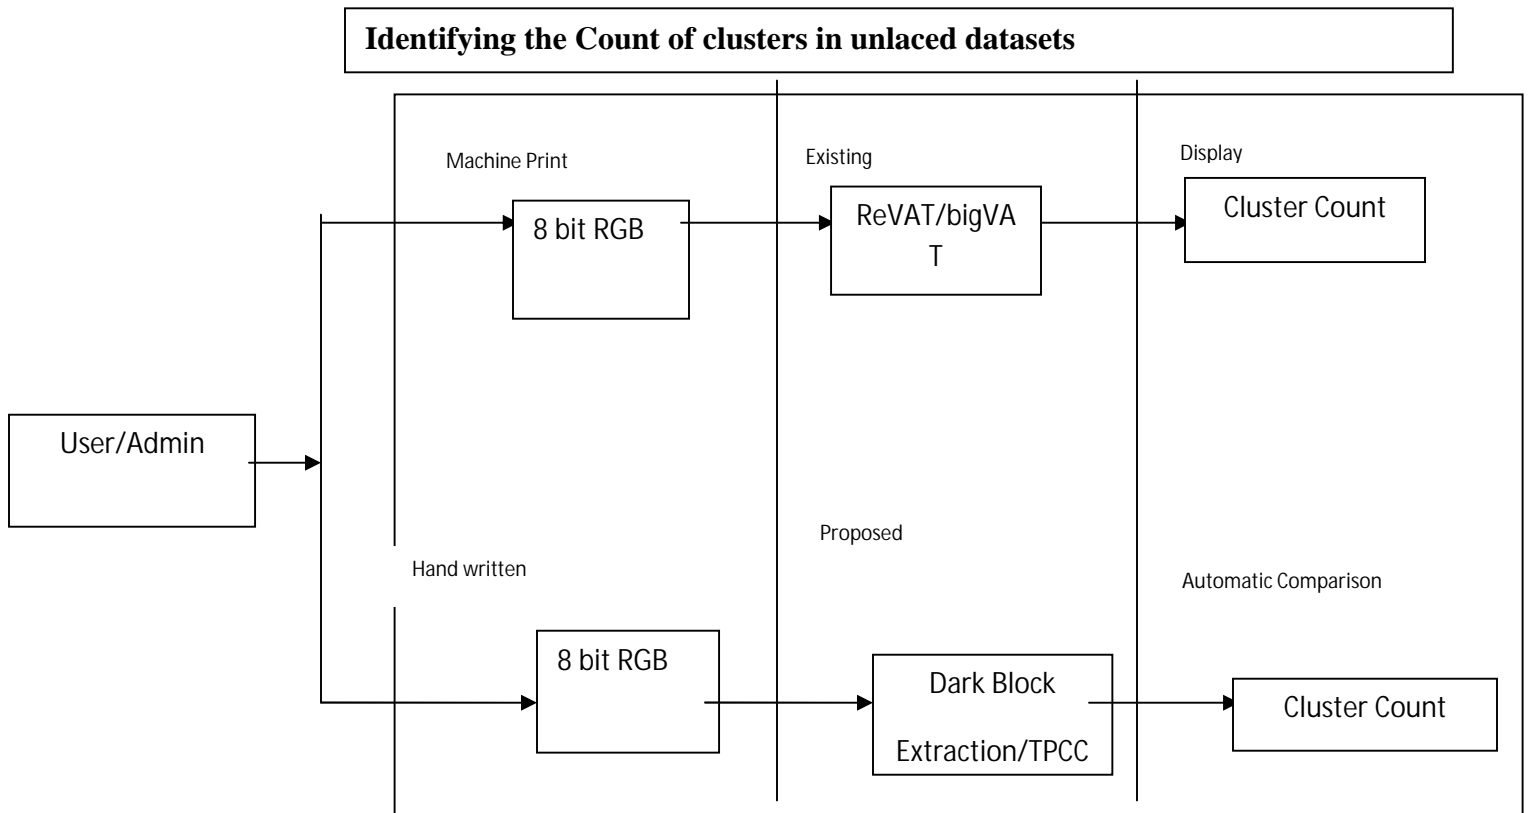 Identifying the Count of clusters in unlaced datasets
Machine Print
Existing
Display
8 bit RGB
ReVAT/bigVA
T
Cluster Count
User/Admin
Hand written
Proposed
Automatic Comparison
8 bit RGB
Dark Block
Extraction/TPCC
Cluster Count